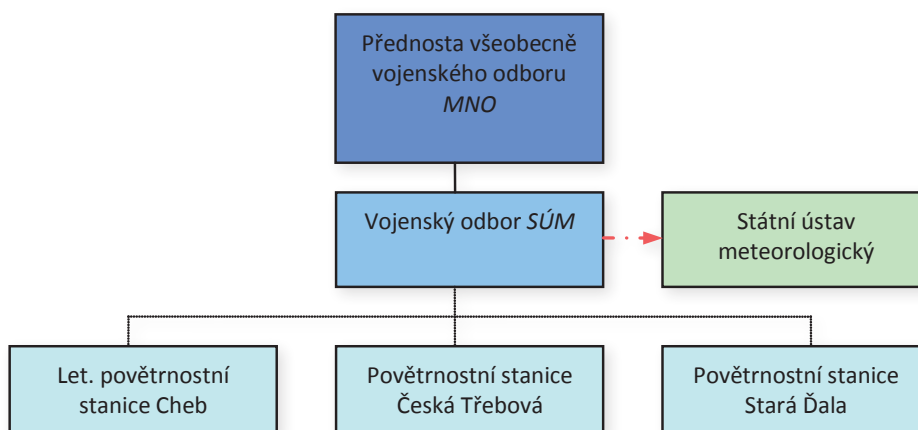 Přednosta všeobecně
vojenského odboru
MNO
Vojenský odbor SÚM
Státní ústav
meteorologický
Let. povětrnostní
stanice Cheb
Povětrnostní stanice
Česká Třebová
Povětrnostní stanice
Stará Ďala